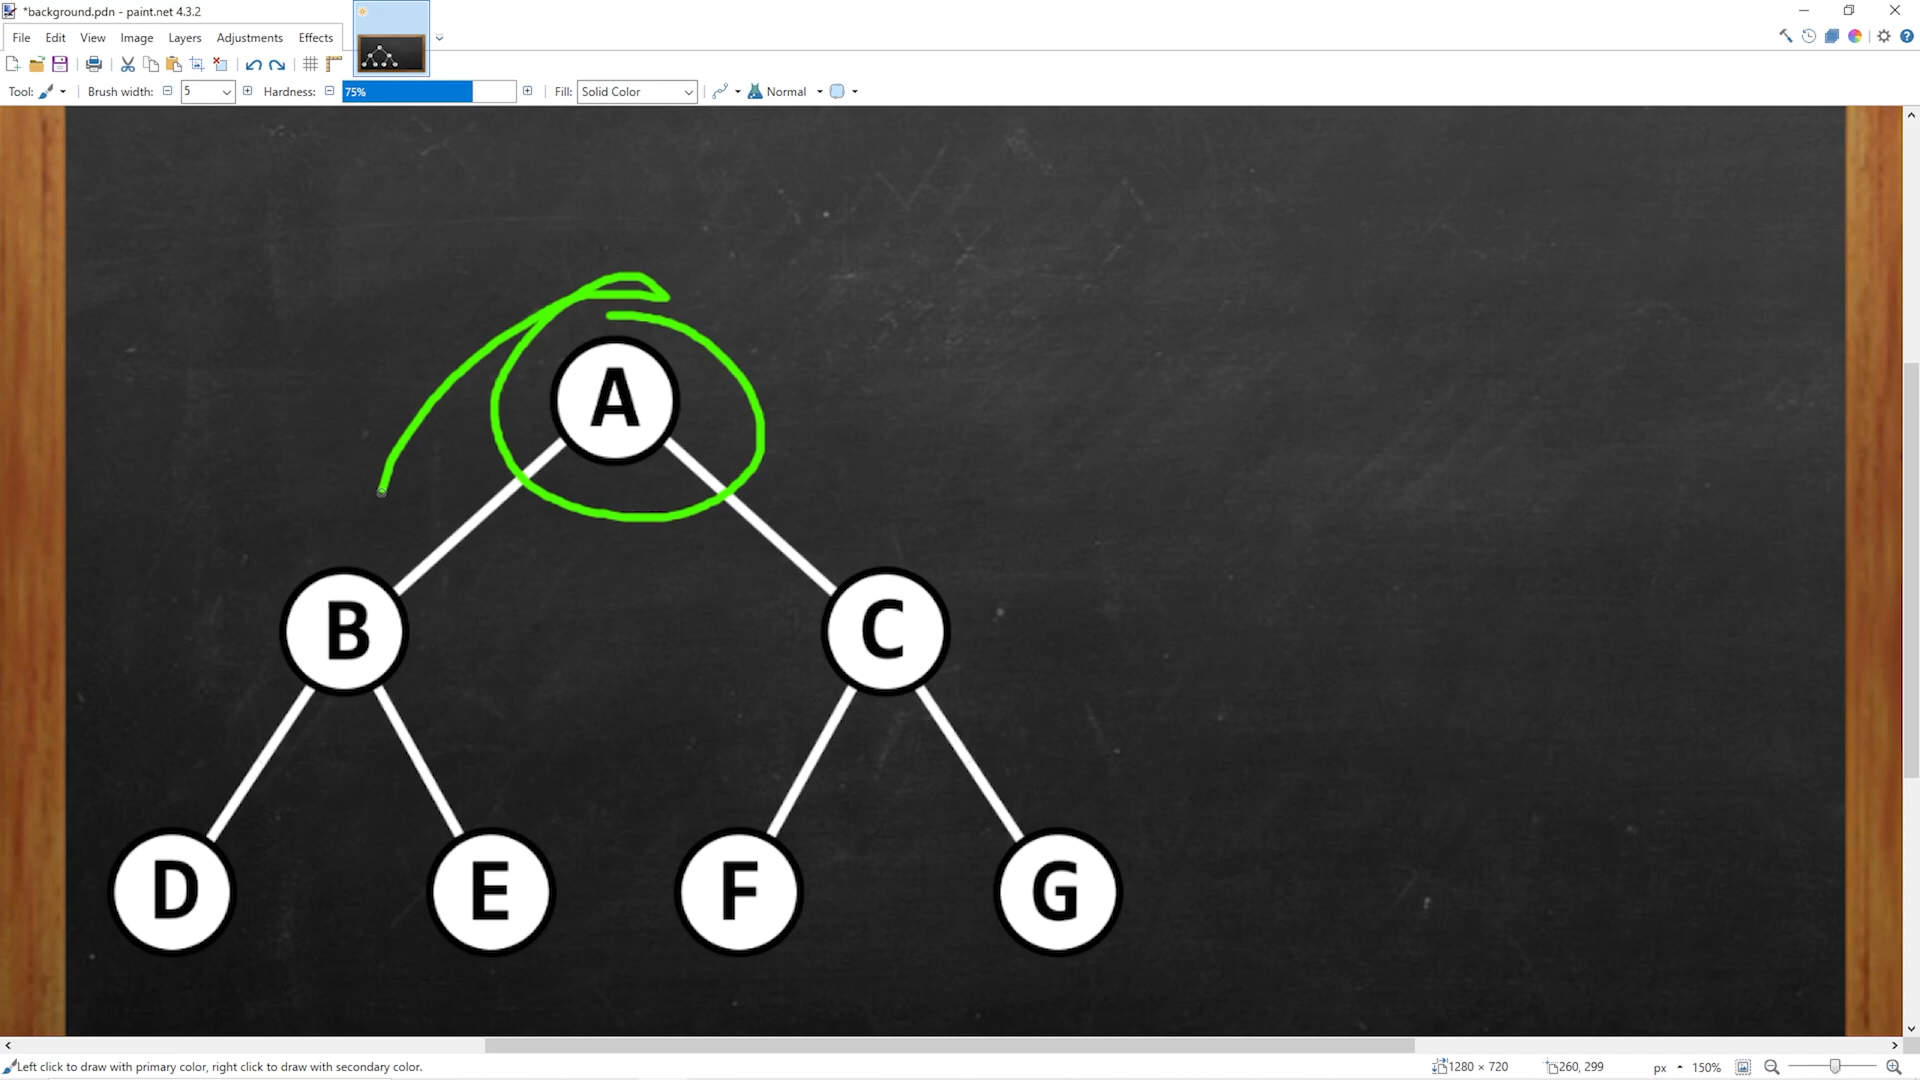 *background.pdn - paint.net 4.3.2
File Edit View Image Layers Adjustments Effects
Tool: Brush width: 5 Hardness: 75% Fill: Solid Color Normal
A
B C
D E F G
Left click to draw with primary color, right click to draw with secondary color. 1280 × 720 260, 299 px 150%